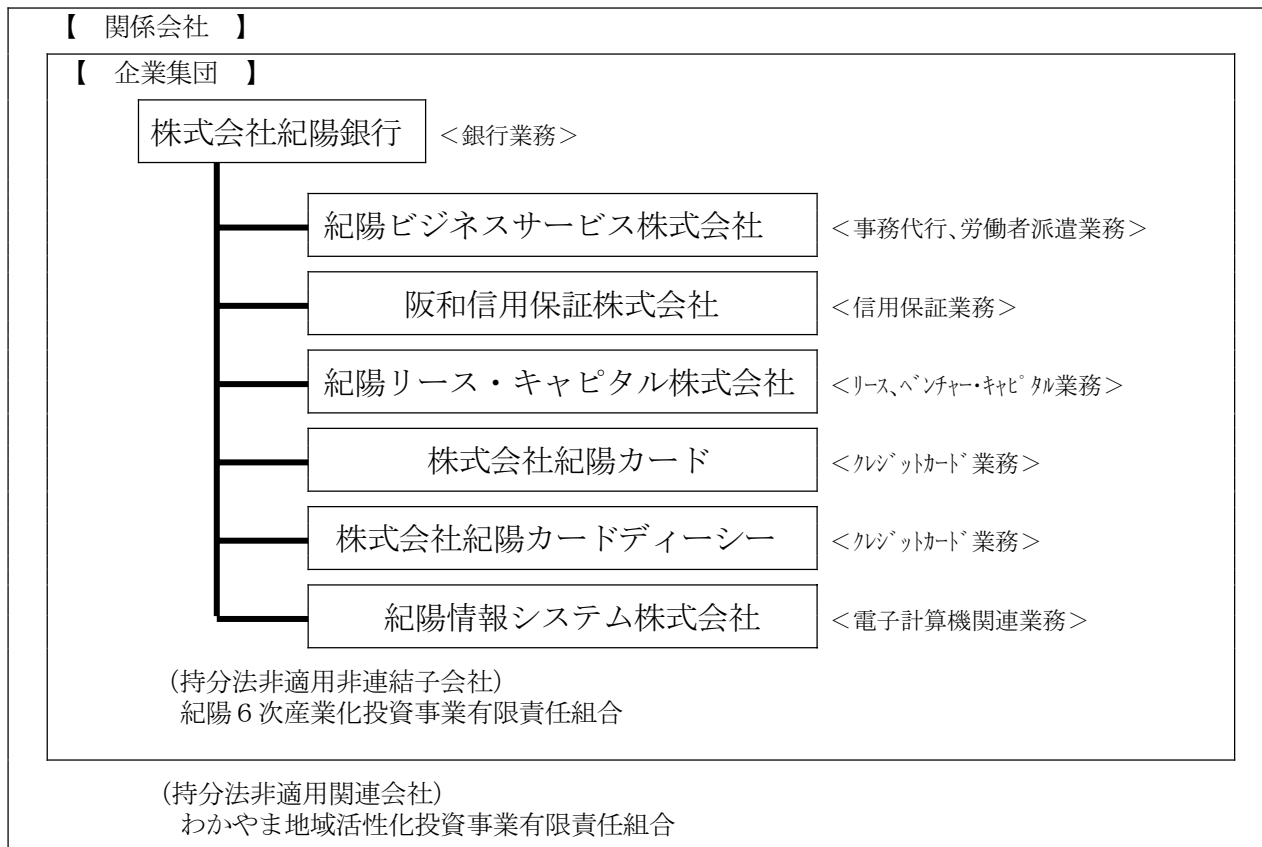 【 関係会社 】
【 企業集団 】
株式会社紀陽銀行 <銀行業務>
紀陽ビジネスサービス株式会社 <事務代行、労働者派遣業務>
阪和信用保証株式会社 <信用保証業務>
紀陽リース・キャピタル株式会社 <ﾘｰｽ、ﾍﾞﾝﾁｬｰ・ｷｬﾋﾟﾀﾙ業務>
株式会社紀陽カード <ｸﾚｼﾞｯﾄｶｰﾄﾞ業務>
株式会社紀陽カードディーシー <ｸﾚｼﾞｯﾄｶｰﾄﾞ業務>
紀陽情報システム株式会社 <電子計算機関連業務>
(持分法非適用非連結子会社)
紀陽６次産業化投資事業有限責任組合
(持分法非適用関連会社)
わかやま地域活性化投資事業有限責任組合